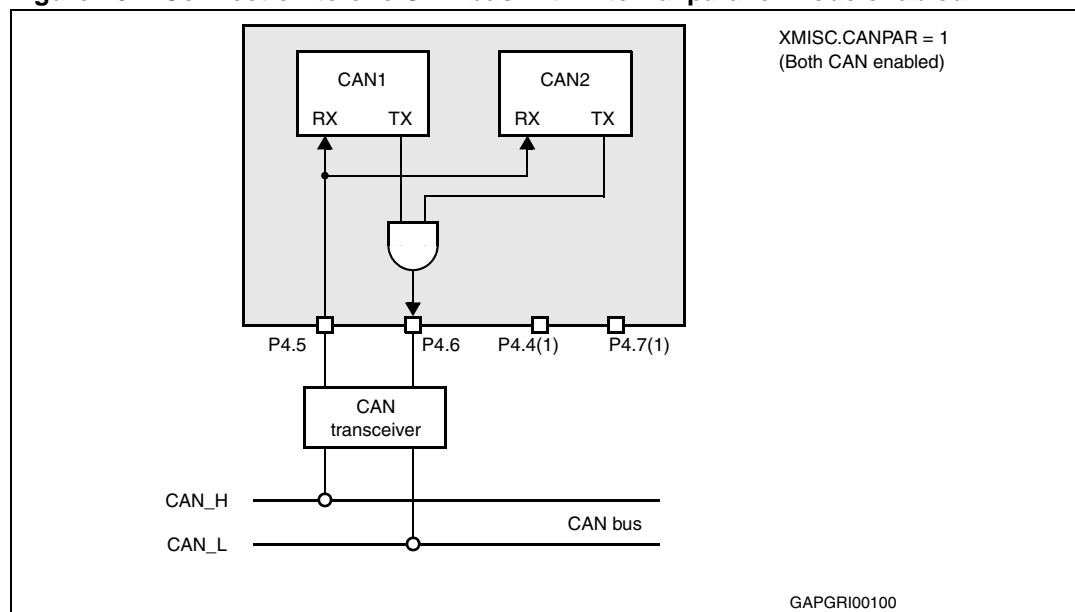 XMISC.CANPAR = 1
(Both CAN enabled)
CAN1
CAN2
RX
TX
RX
TX
P4.5
P4.6
P4.4(1)
P4.7(1)
CAN
transceiver
CAN_H
CAN bus
CAN_L
GAPGRI00100